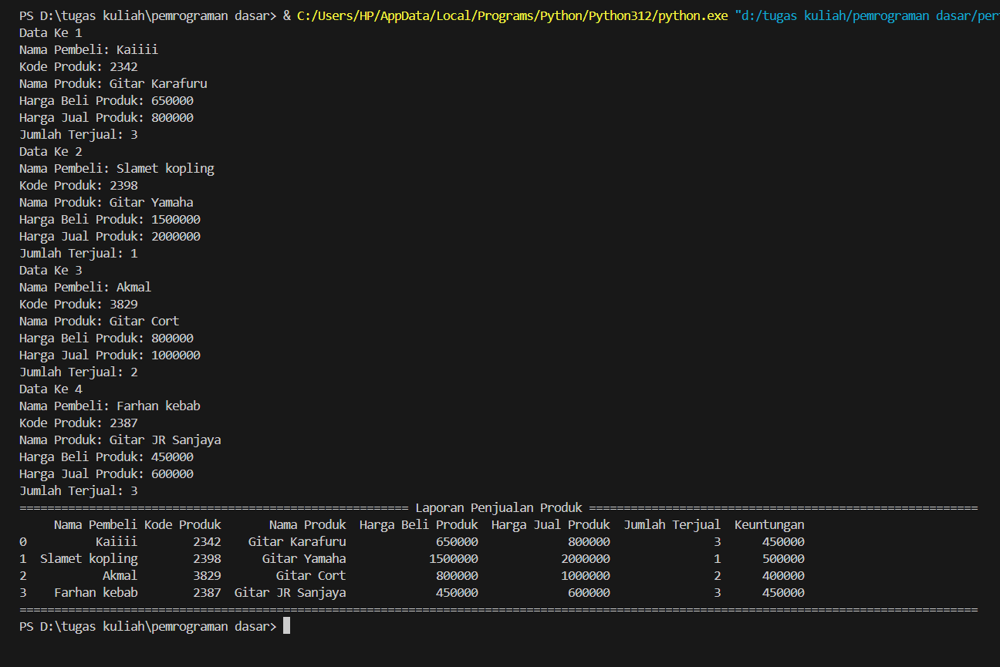 PS D:\tugas kuliah\pemrograman dasar> & C:/Users/HP/AppData/Local/Programs/Python/Python312/python.exe "d:/tugas kuliah/pemrograman dasar/per
Data Ke 1
Nama Pembeli: Kaiiii
Kode Produk: 2342
Nama Produk: Gitar Karafuru
Harga Beli Produk: 650000
Harga Jual Produk: 800000
Jumlah Terjual: 3
Data Ke 2
Nama Pembeli: Slamet kopling
Kode Produk: 2398
Nama Produk: Gitar Yamaha
Harga Beli Produk: 1500000
Harga Jual Produk: 2000000
Jumlah Terjual: 1
Data Ke 3
Nama Pembeli: Akmal
Kode Produk: 3829
Nama Produk: Gitar Cort
Harga Beli Produk: 800000
Harga Jual Produk: 1000000
Jumlah Terjual: 2
Data Ke 4
Nama Pembeli: Farhan kebab
Kode Produk: 2387
Nama Produk: Gitar JR Sanjaya
Harga Beli Produk: 450000
Harga Jual Produk: 600000
Jumlah Terjual: 3
======================================================== Laporan Penjualan Produk ========================================================
     Nama Pembeli Kode Produk       Nama Produk  Harga Beli Produk  Harga Jual Produk  Jumlah Terjual  Keuntungan
0          Kaiiii        2342    Gitar Karafuru             650000             800000               3      450000
1  Slamet kopling        2398      Gitar Yamaha            1500000            2000000               1      500000
2           Akmal        3829        Gitar Cort             800000            1000000               2      400000
3    Farhan kebab        2387  Gitar JR Sanjaya             450000             600000               3      450000
==========================================================================================================================================
PS D:\tugas kuliah\pemrograman dasar>